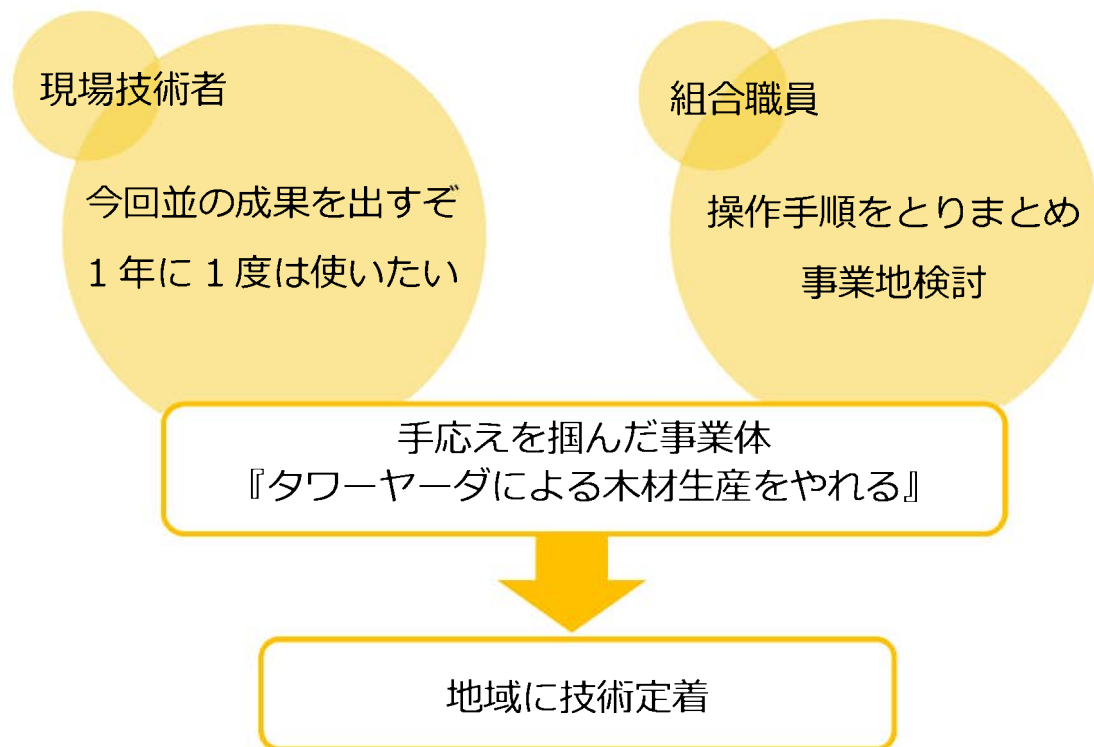 現場技術者
今回並の成果を出すぞ
1年に1度は使いたい
組合職員
操作手順をとりまとめ
事業地検討
手応えを掴んだ事業体
『タワーヤーダによる木材生産をやれる』
地域に技術定着